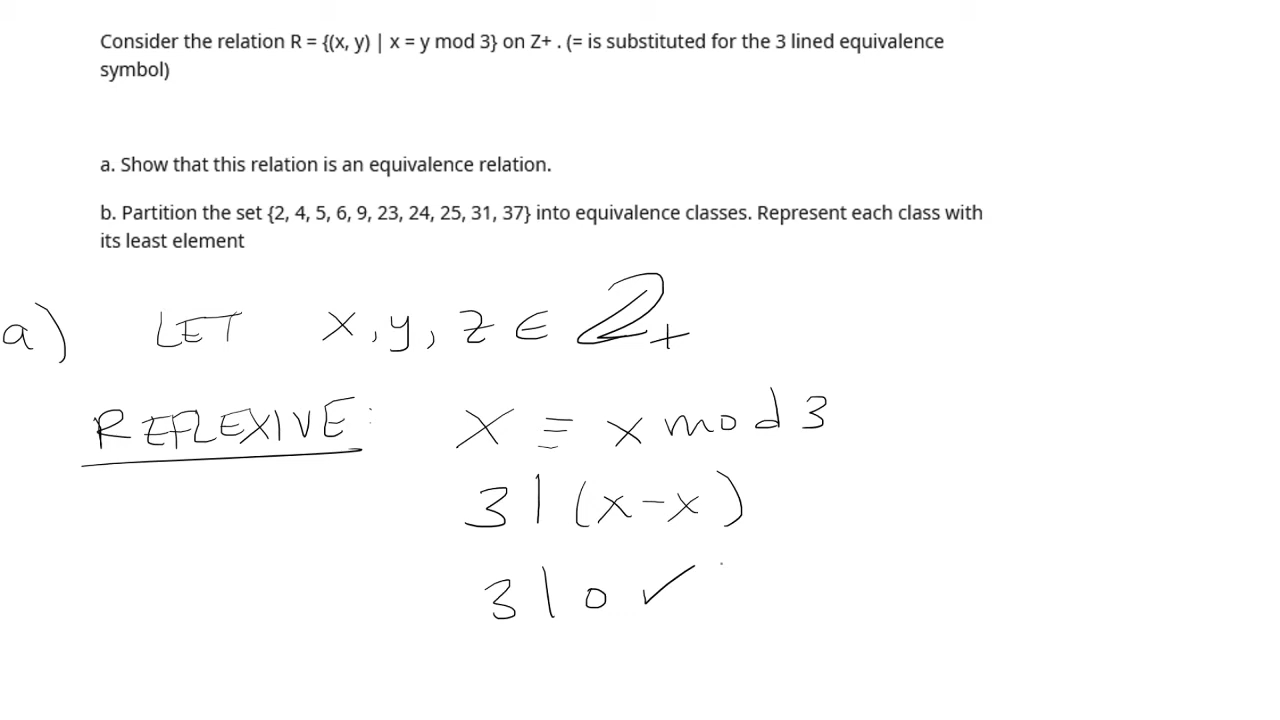 Consider the relation R = {(x, y) | x = y mod 3} on Z+ . (= is substituted for the 3 lined equivalence
symbol)
a. Show that this relation is an equivalence relation.
b. Partition the set {2, 4, 5, 6, 9, 23, 24, 25, 31, 37} into equivalence classes. Represent each class with
its least element
a) LET x, y, z ∈ ℤ+
REFLEXIVE: x ≡ x mod 3
3 | (x-x)
3 | 0 ✓